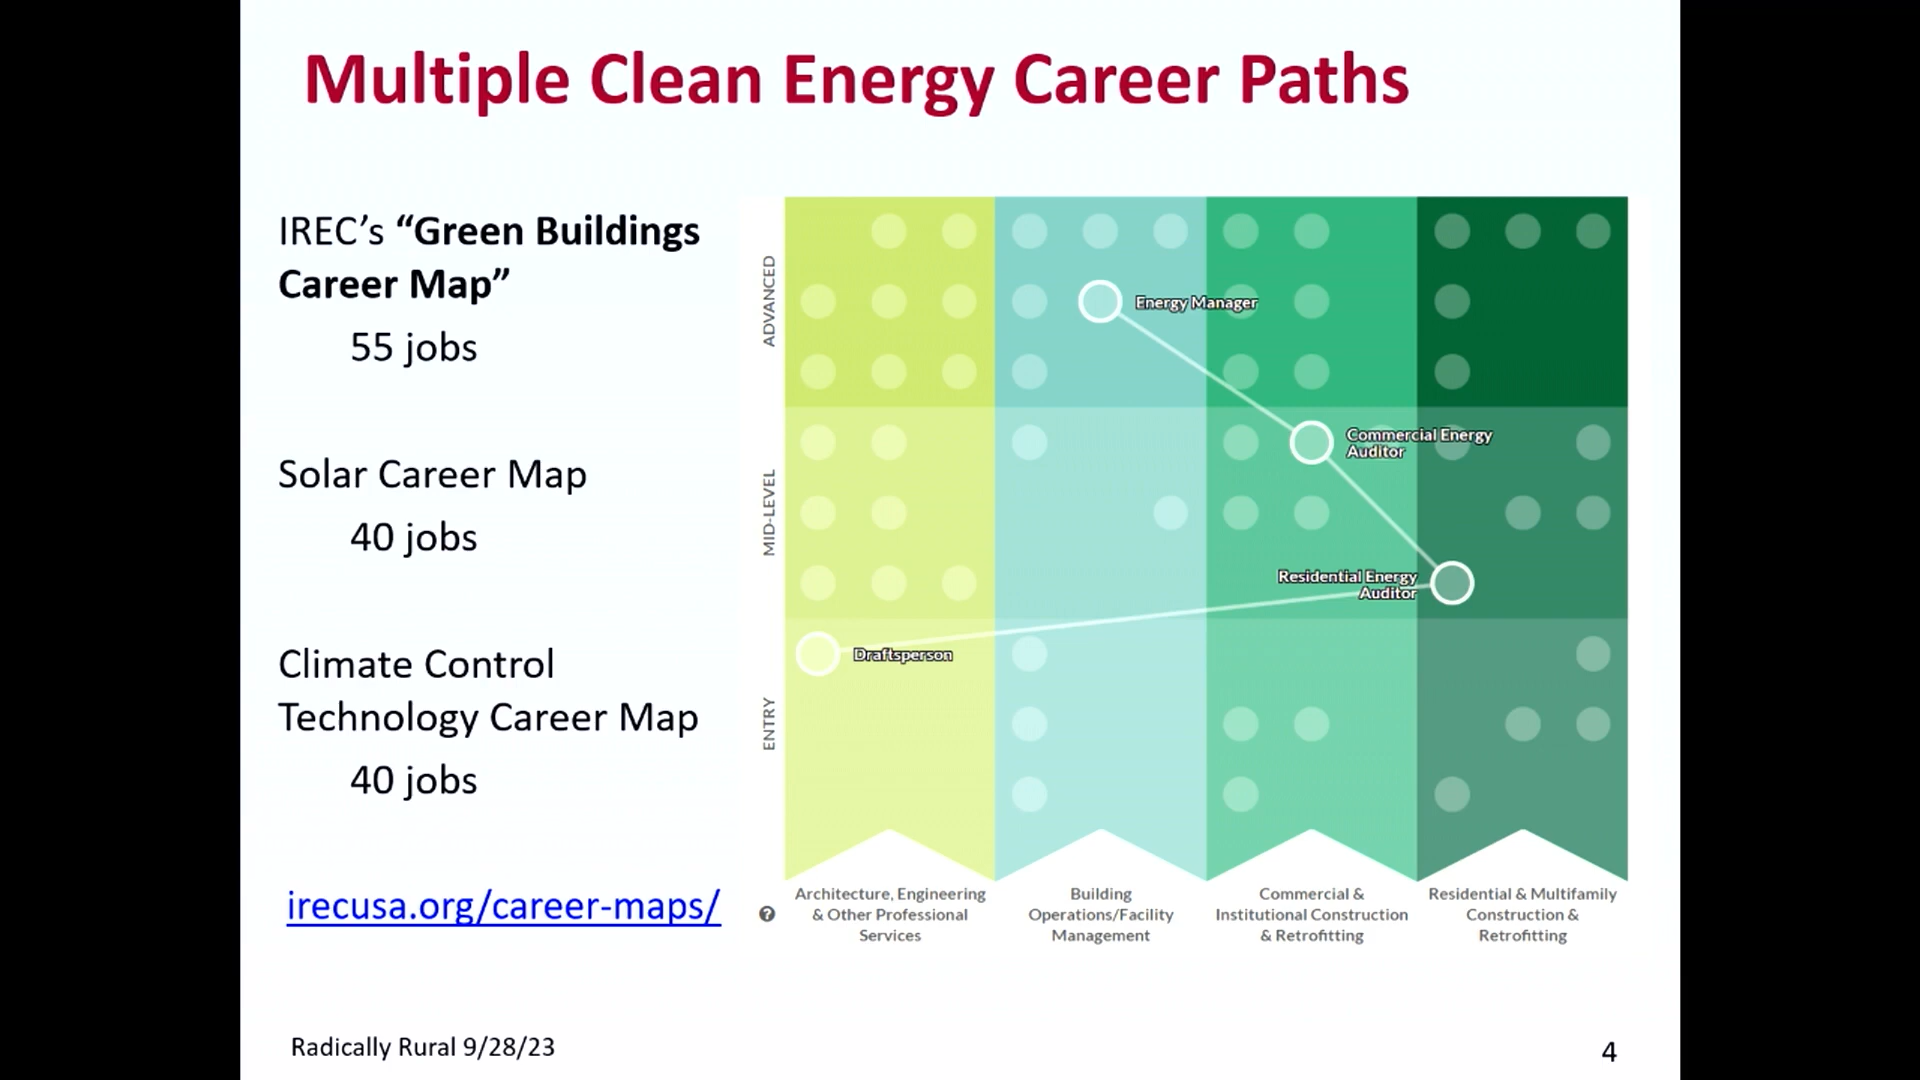 Multiple Clean Energy Career Paths
IREC’s “Green Buildings
Career Map”
55 jobs
Solar Career Map
40 jobs
Climate Control
Technology Career Map
40 jobs
irecusa.org/career-maps/
ADVANCED
MID-LEVEL
ENTRY
Energy Manager
Commercial Energy
Auditor
Residential Energy
Auditor
Draftsperson
?
Architecture, Engineering
& Other Professional
Services
Building
Operations/Facility
Management
Commercial &
Institutional Construction
& Retrofitting
Residential & Multifamily
Construction &
Retrofitting
Radically Rural 9/28/23
4